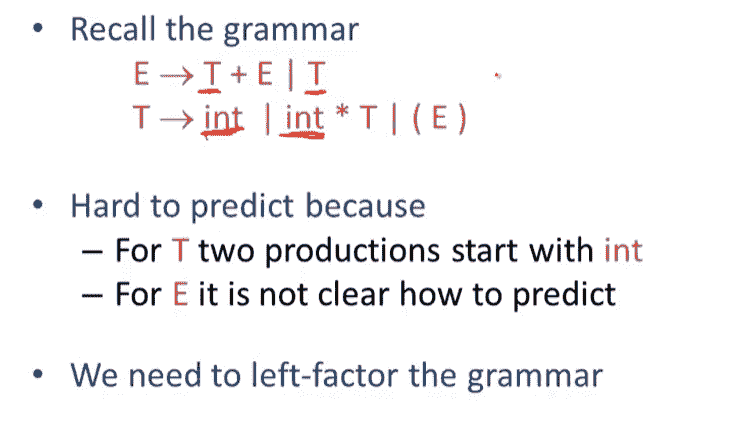 • Recall the grammar
E → T + E | T
T → int | int * T | ( E )
• Hard to predict because
– For T two productions start with int
– For E it is not clear how to predict
• We need to left-factor the grammar